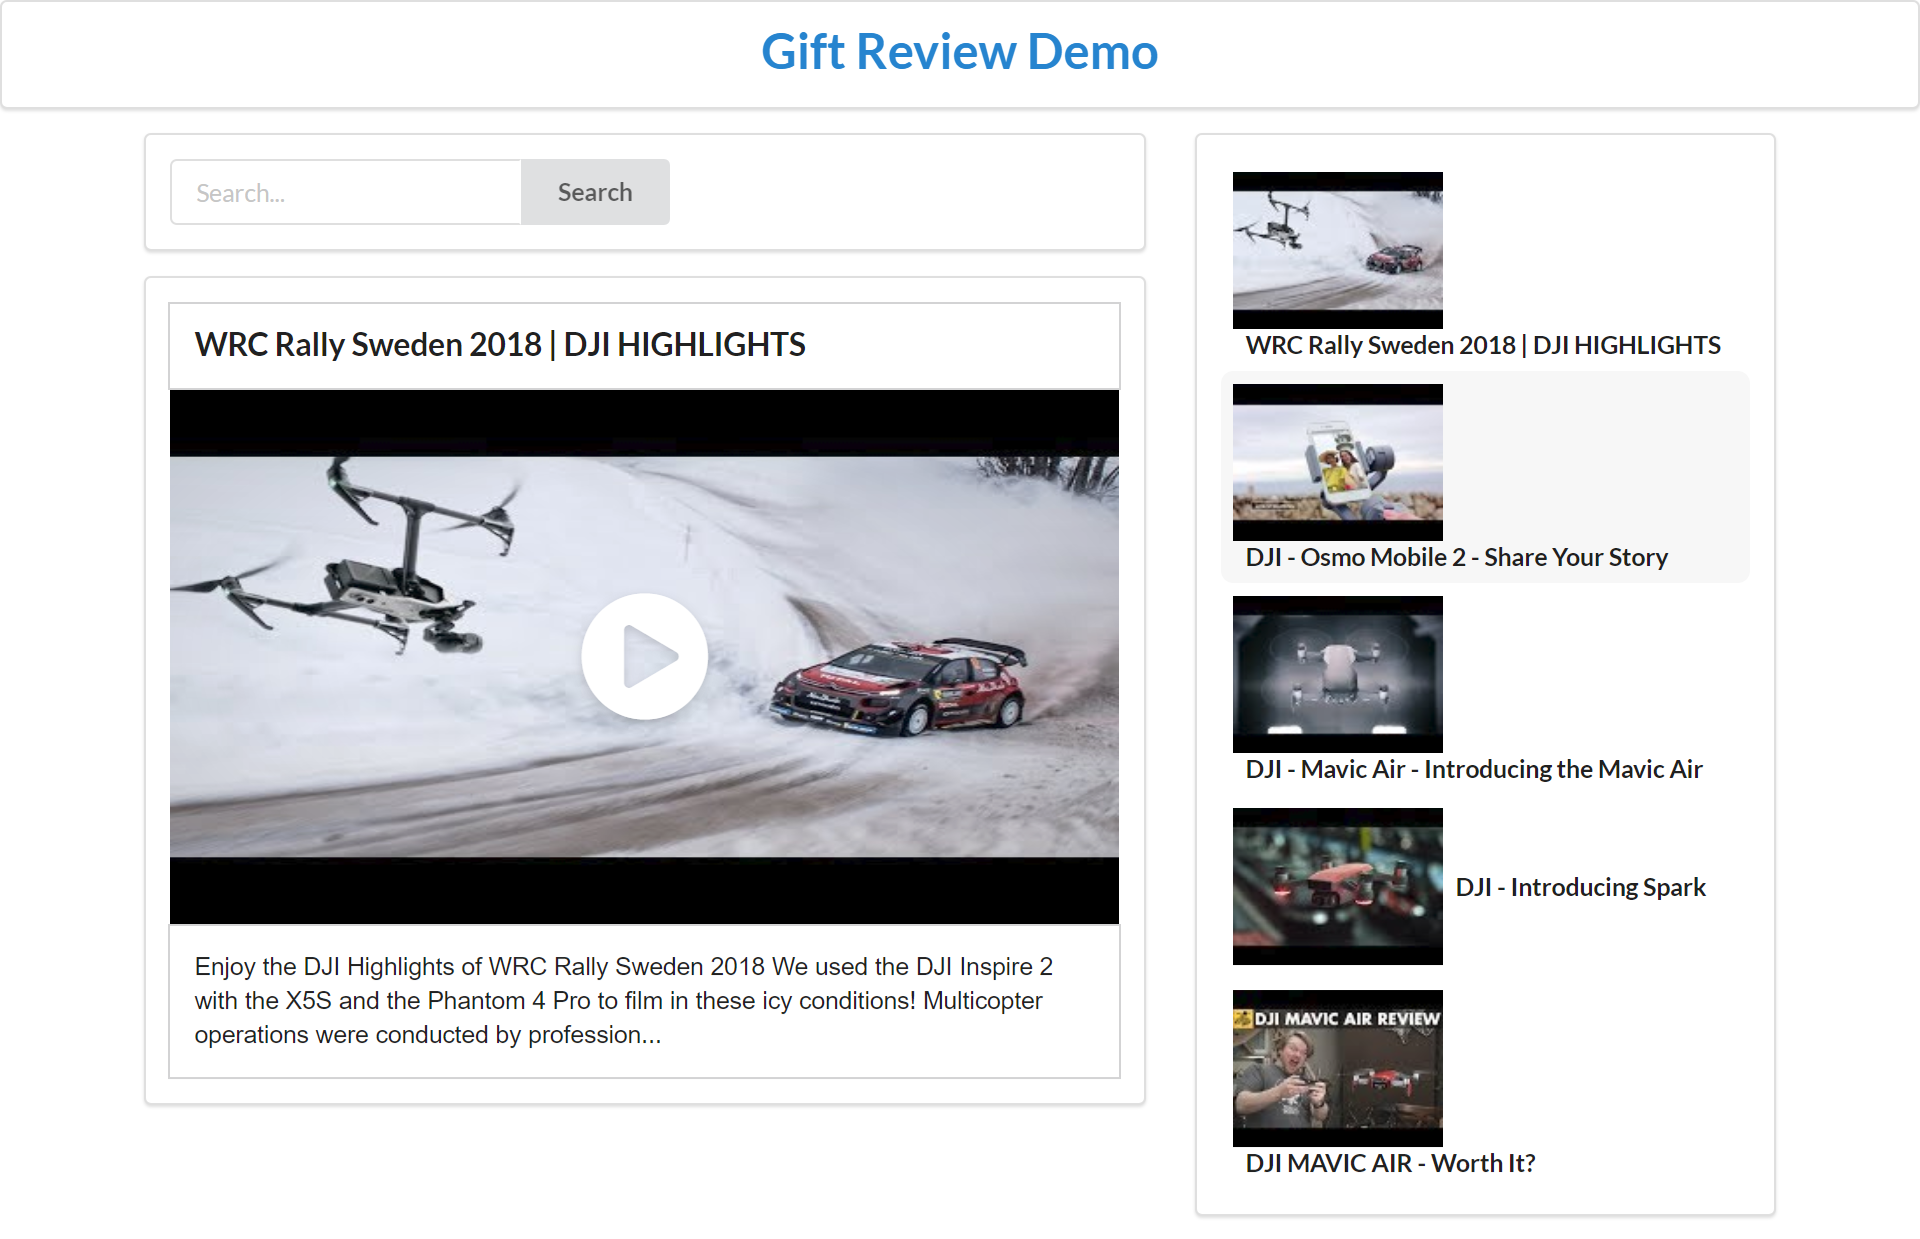 Gift Review Demo
Search...
Search
WRC Rally Sweden 2018 | DJI HIGHLIGHTS
Enjoy the DJI Highlights of WRC Rally Sweden 2018 We used the DJI Inspire 2
with the X5S and the Phantom 4 Pro to film in these icy conditions! Multicopter
operations were conducted by profession...
WRC Rally Sweden 2018 | DJI HIGHLIGHTS
DJI - Osmo Mobile 2 - Share Your Story
DJI - Mavic Air - Introducing the Mavic Air
DJI - Introducing Spark
DJI MAVIC AIR REVIEW
DJI MAVIC AIR - Worth It?